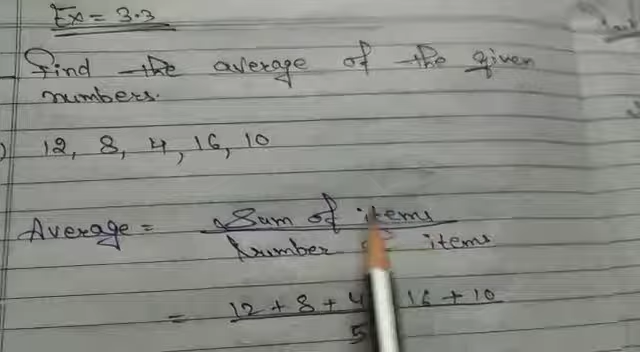 Ex = 3.3
Find the average of the given
numbers.
12, 8, 4, 16, 10
Average = Sum of items
Number items
= 12 + 8 + 4 16 + 10
5